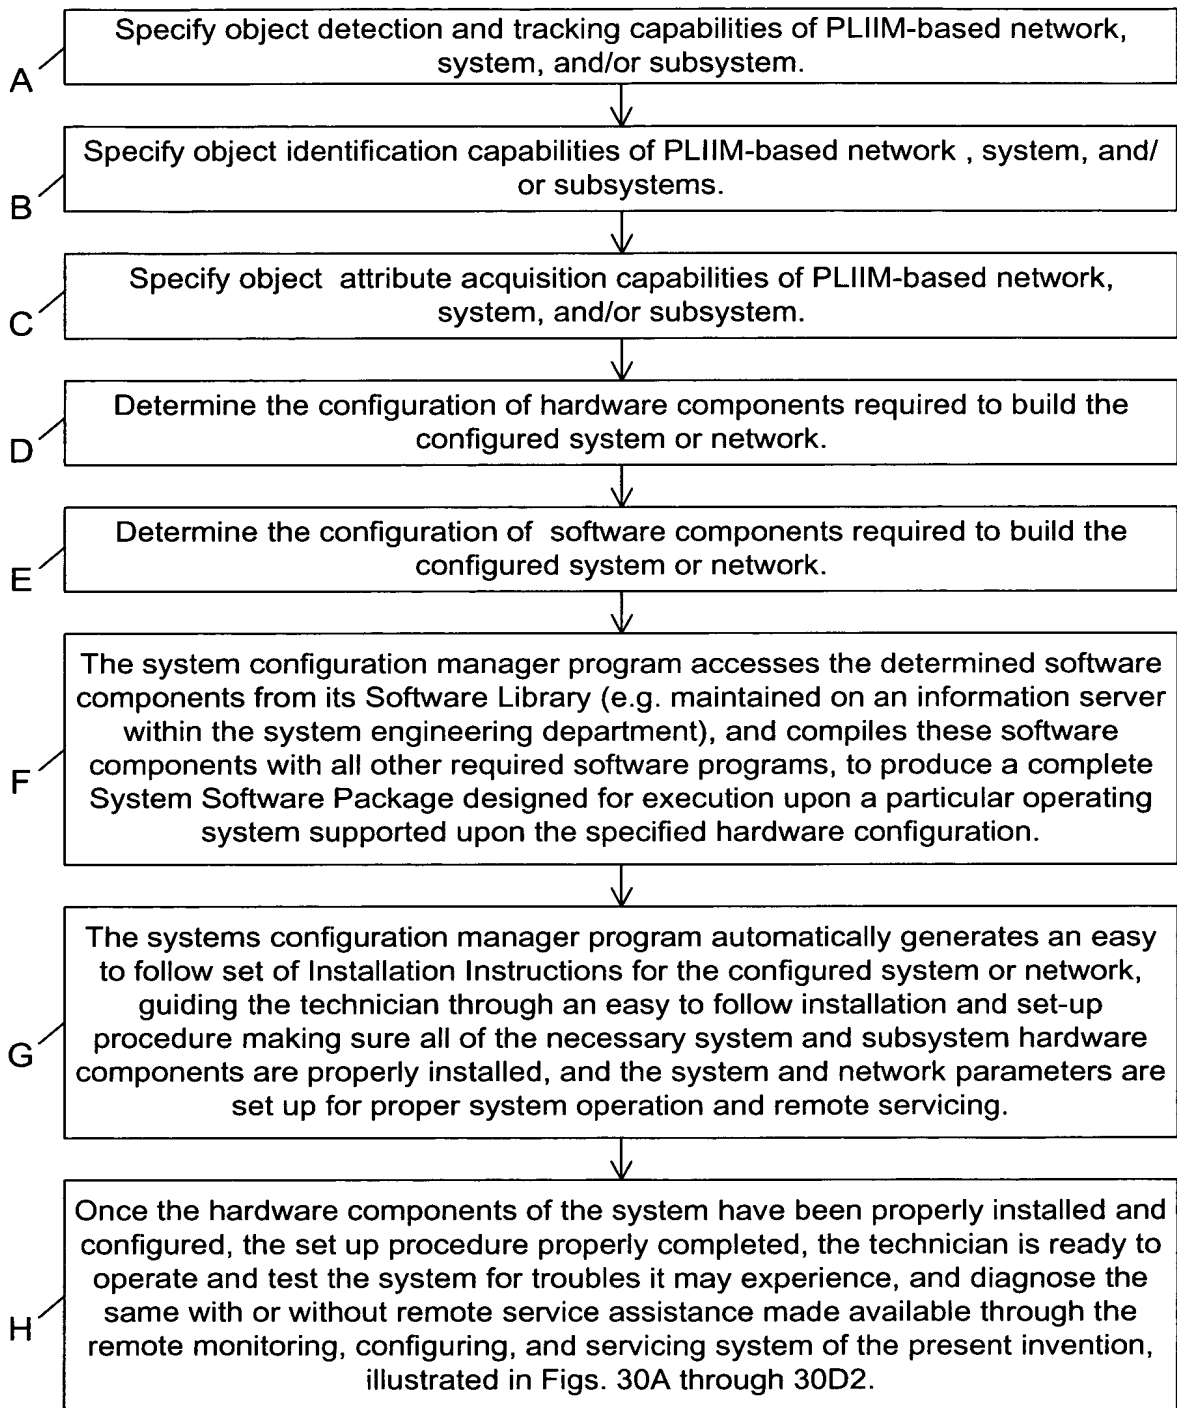 Specify object detection and tracking capabilities of PLIIM-based network,
system, and/or subsystem.
A
Specify object identification capabilities of PLIIM-based network , system, and/
or subsystems.
B
Specify object attribute acquisition capabilities of PLIIM-based network,
system, and/or subsystem.
C
Determine the configuration of hardware components required to build the
configured system or network.
D
Determine the configuration of software components required to build the
configured system or network.
E
The system configuration manager program accesses the determined software
components from its Software Library (e.g. maintained on an information server
within the system engineering department), and compiles these software
components with all other required software programs, to produce a complete
System Software Package designed for execution upon a particular operating
system supported upon the specified hardware configuration.
F
The systems configuration manager program automatically generates an easy
to follow set of Installation Instructions for the configured system or network,
guiding the technician through an easy to follow installation and set-up
procedure making sure all of the necessary system and subsystem hardware
components are properly installed, and the system and network parameters are
set up for proper system operation and remote servicing.
G
Once the hardware components of the system have been properly installed and
configured, the set up procedure properly completed, the technician is ready to
operate and test the system for troubles it may experience, and diagnose the
same with or without remote service assistance made available through the
remote monitoring, configuring, and servicing system of the present invention,
illustrated in Figs. 30A through 30D2.
H